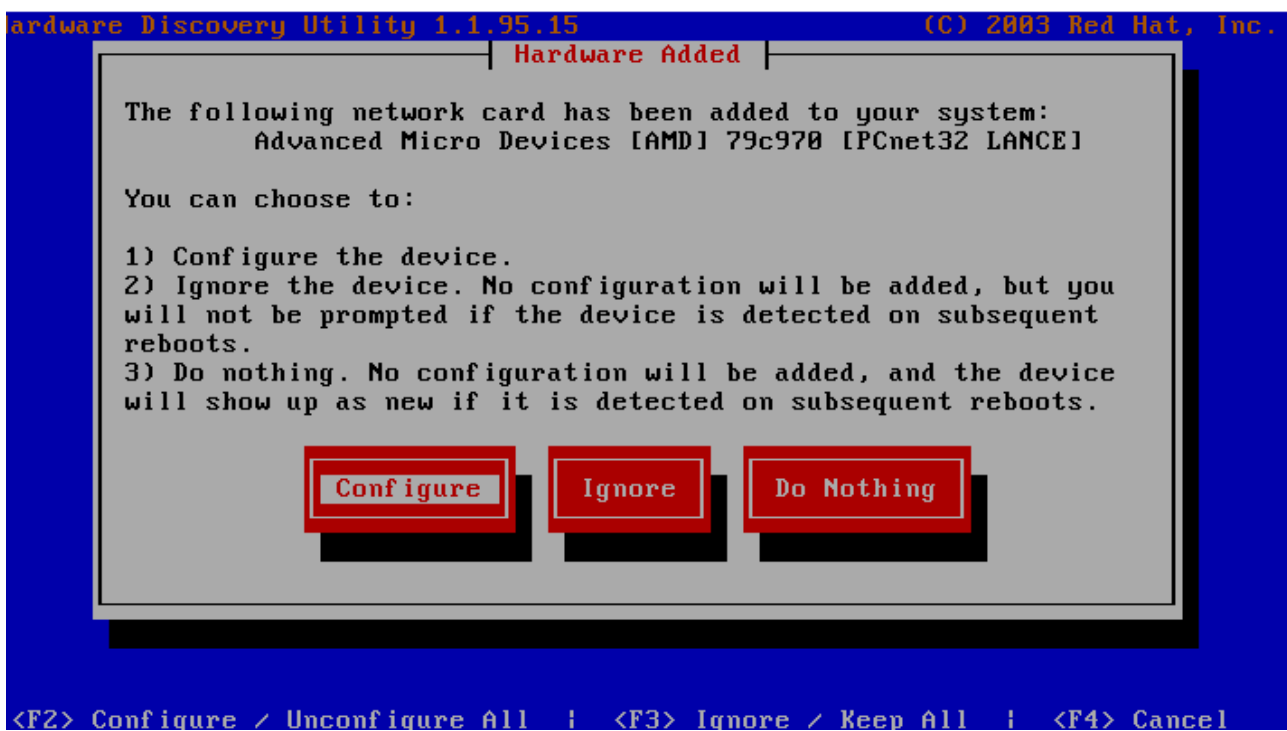 ardware Discovery Utility 1.1.95.15 (C) 2003 Red Hat, Inc.
Hardware Added
The following network card has been added to your system:
Advanced Micro Devices [AMD] 79c970 [PCnet32 LANCE]
You can choose to:
1) Configure the device.
2) Ignore the device. No configuration will be added, but you
will not be prompted if the device is detected on subsequent
reboots.
3) Do nothing. No configuration will be added, and the device
will show up as new if it is detected on subsequent reboots.
Configure Ignore Do Nothing
<F2> Configure / Unconfigure All | <F3> Ignore / Keep All | <F4> Cancel